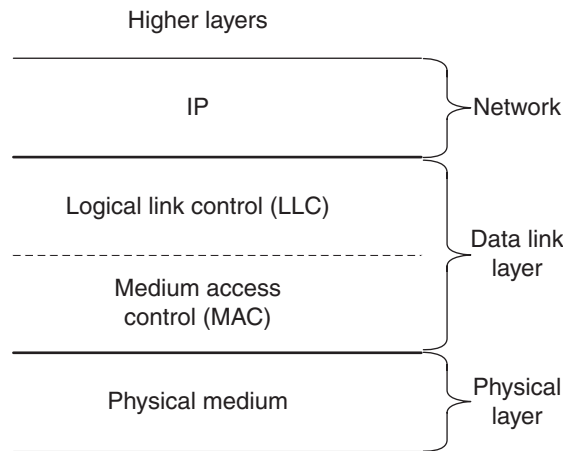 Higher layers
IP
Network
Logical link control (LLC)
Data link
layer
Medium access
control (MAC)
Physical medium
Physical
layer